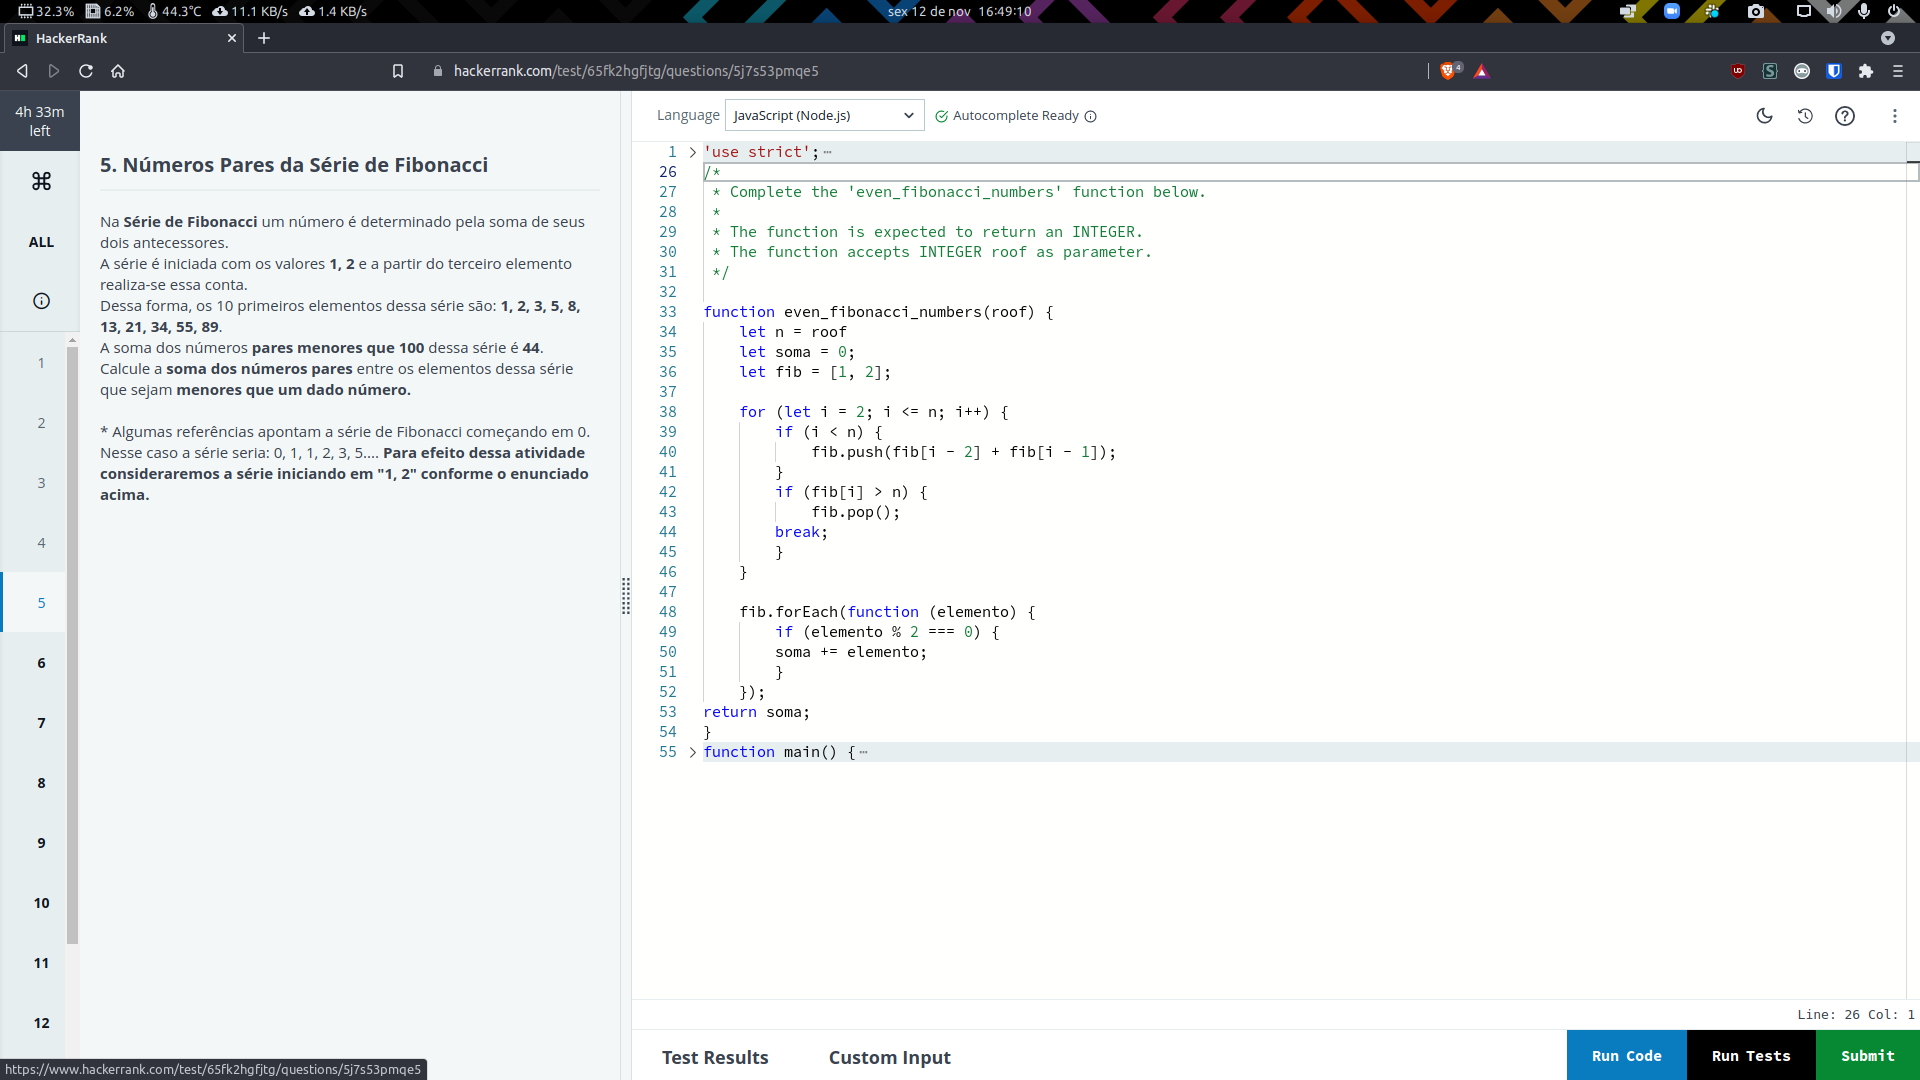 32.3% 6.2% 44.3°C 11.1 KB/s 1.4 KB/s
sex 12 de nov 16:49:10
HackerRank
hackerrank.com/test/65fk2hgfjtg/questions/5j7s53pmqe5
4
4h 33m
left
ALL
1
2
3
4
5
6
7
8
9
10
11
12
5. Números Pares da Série de Fibonacci
Na Série de Fibonacci um número é determinado pela soma de seus
dois antecessores.
A série é iniciada com os valores 1, 2 e a partir do terceiro elemento
realiza-se essa conta.
Dessa forma, os 10 primeiros elementos dessa série são: 1, 2, 3, 5, 8,
13, 21, 34, 55, 89.
A soma dos números pares menores que 100 dessa série é 44.
Calcule a soma dos números pares entre os elementos dessa série
que sejam menores que um dado número.
* Algumas referências apontam a série de Fibonacci começando em 0.
Nesse caso a série seria: 0, 1, 1, 2, 3, 5.... Para efeito dessa atividade
consideraremos a série iniciando em "1, 2" conforme o enunciado
acima.
https://www.hackerrank.com/test/65fk2hgfjtg/questions/5j7s53pmqe5
Language JavaScript (Node.js) Autocomplete Ready
1 'use strict';
26 /*
27 * Complete the 'even_fibonacci_numbers' function below.
28 *
29 * The function is expected to return an INTEGER.
30 * The function accepts INTEGER roof as parameter.
31 */
32
33 function even_fibonacci_numbers(roof) {
34 let n = roof
35 let soma = 0;
36 let fib = [1, 2];
37
38 for (let i = 2; i <= n; i++) {
39 if (i < n) {
40 fib.push(fib[i - 2] + fib[i - 1]);
41 }
42 if (fib[i] > n) {
43 fib.pop();
44 break;
45 }
46 }
47
48 fib.forEach(function (elemento) {
49 if (elemento % 2 === 0) {
50 soma += elemento;
51 }
52 });
53 return soma;
54 }
55 function main() {
Line: 26 Col: 1
Test Results Custom Input Run Code Run Tests Submit